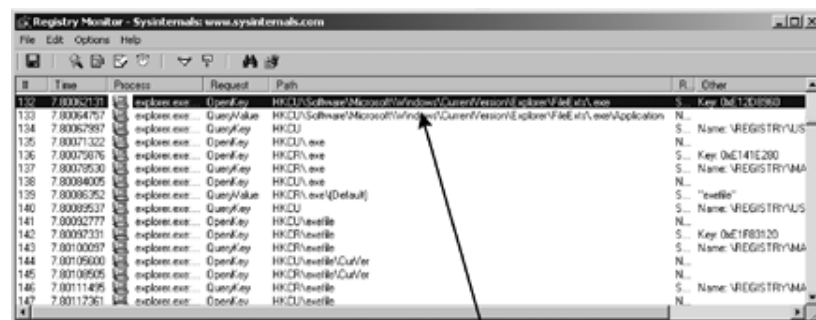 Registry Monitor - Sysinternals: www.sysinternals.com
File Edit Options Help
# Time Process Request Path R.. Other
132 7.80062131 explorer.exe:... OpenKey HKCU\Software\Microsoft\Windows\CurrentVersion\Explorer\FileExts\.exe S... Key: 0xE12D8960
133 7.80064757 explorer.exe:... QueryValue HKCU\Software\Microsoft\Windows\CurrentVersion\Explorer\FileExts\.exe\Application N...
134 7.80067997 explorer.exe:... QueryKey HKCU S... Name: \REGISTRY\US
135 7.80071322 explorer.exe:... OpenKey HKCU\.exe N...
136 7.80075876 explorer.exe:... OpenKey HKCR\.exe S... Key: 0xE141E280
137 7.80078530 explorer.exe:... QueryKey HKCR\.exe S... Name: \REGISTRY\MA
138 7.80084005 explorer.exe:... OpenKey HKCU\.exe N...
139 7.80086352 explorer.exe:... QueryValue HKCR\.exe\(Default) S... "exefile"
140 7.80089537 explorer.exe:... QueryKey HKCU S... Name: \REGISTRY\US
141 7.80092777 explorer.exe:... OpenKey HKCU\exefile N...
142 7.80097331 explorer.exe:... OpenKey HKCR\exefile S... Key: 0xE1F83120
143 7.80100097 explorer.exe:... QueryKey HKCR\exefile S... Name: \REGISTRY\MA
144 7.80105600 explorer.exe:... OpenKey HKCU\exefile\CurVer N...
145 7.80108505 explorer.exe:... OpenKey HKCR\exefile\CurVer N...
146 7.80111495 explorer.exe:... QueryKey HKCR\exefile S... Name: \REGISTRY\MA
147 7.80117361 explorer.exe:... OpenKey HKCU\exefile N...